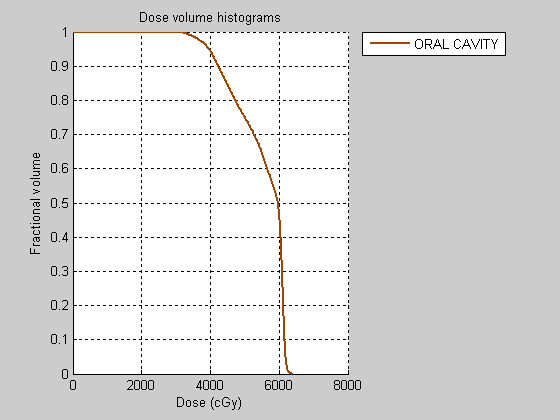 Dose volume histograms
ORAL CAVITY
1
0.9
0.8
0.7
0.6
0.5
0.4
0.3
0.2
0.1
0
Fractional volume
0 2000 4000 6000 8000
Dose (cGy)